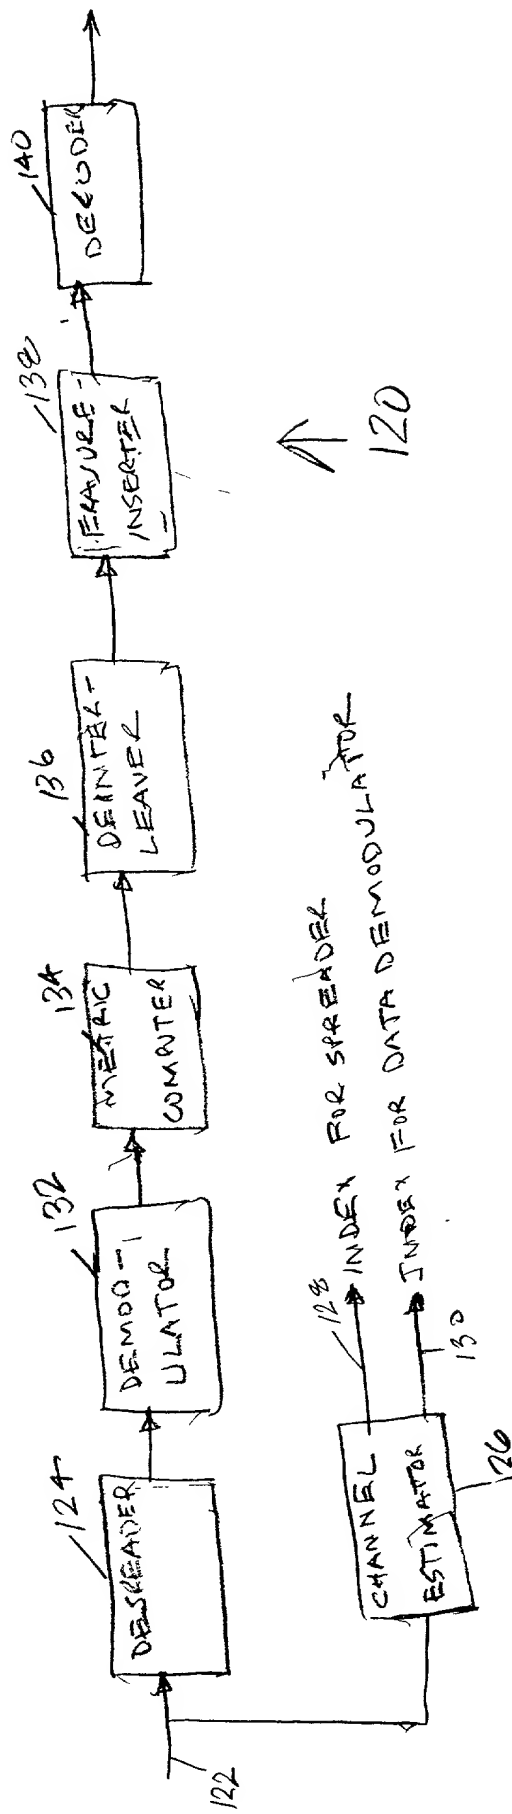 122
124
DESREADER
132
DEMOD-
ULATOR
134
METRIC
COMPUTER
136
DEINTER-
LEAVER
138
ERASURE-
INSERTER
140
DECODER
CHANNEL
ESTIMATOR
126
128
INDEX FOR SPREADER
130
INDEX FOR DATA DEMODULATOR
120